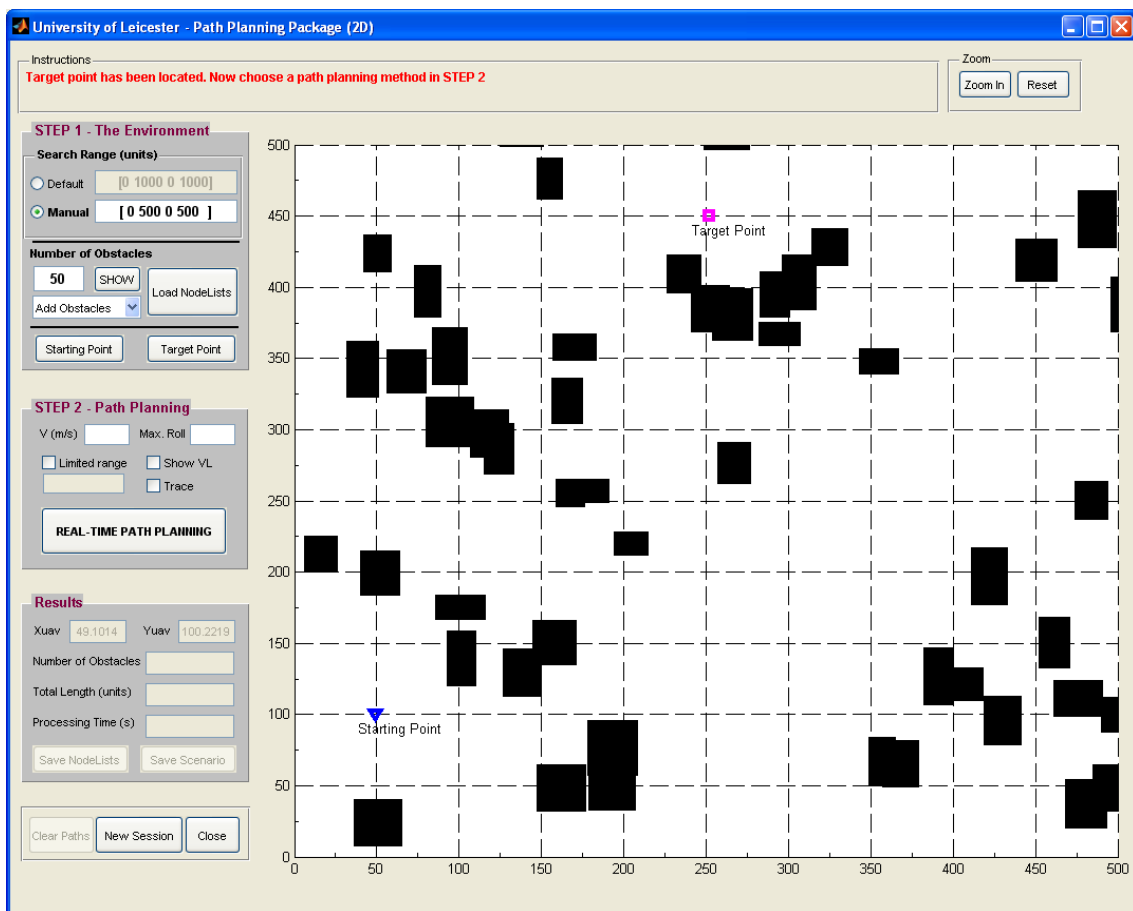 University of Leicester - Path Planning Package (2D)
Instructions
Target point has been located. Now choose a path planning method in STEP 2
Zoom
Zoom In
Reset
STEP 1 - The Environment
Search Range (units)
Default
[0 1000 0 1000]
Manual
[ 0 500 0 500 ]
Number of Obstacles
50
SHOW
Load NodeLists
Add Obstacles
Starting Point
Target Point
STEP 2 - Path Planning
V (m/s)
Max. Roll
Limited range
Show VL
Trace
REAL-TIME PATH PLANNING
Results
Xuav
49.1014
Yuav
100.2219
Number of Obstacles
Total Length (units)
Processing Time (s)
Save NodeLists
Save Scenario
Clear Paths
New Session
Close
500
450
400
350
300
250
200
150
100
50
0
Target Point
Starting Point
0 50 100 150 200 250 300 350 400 450 500